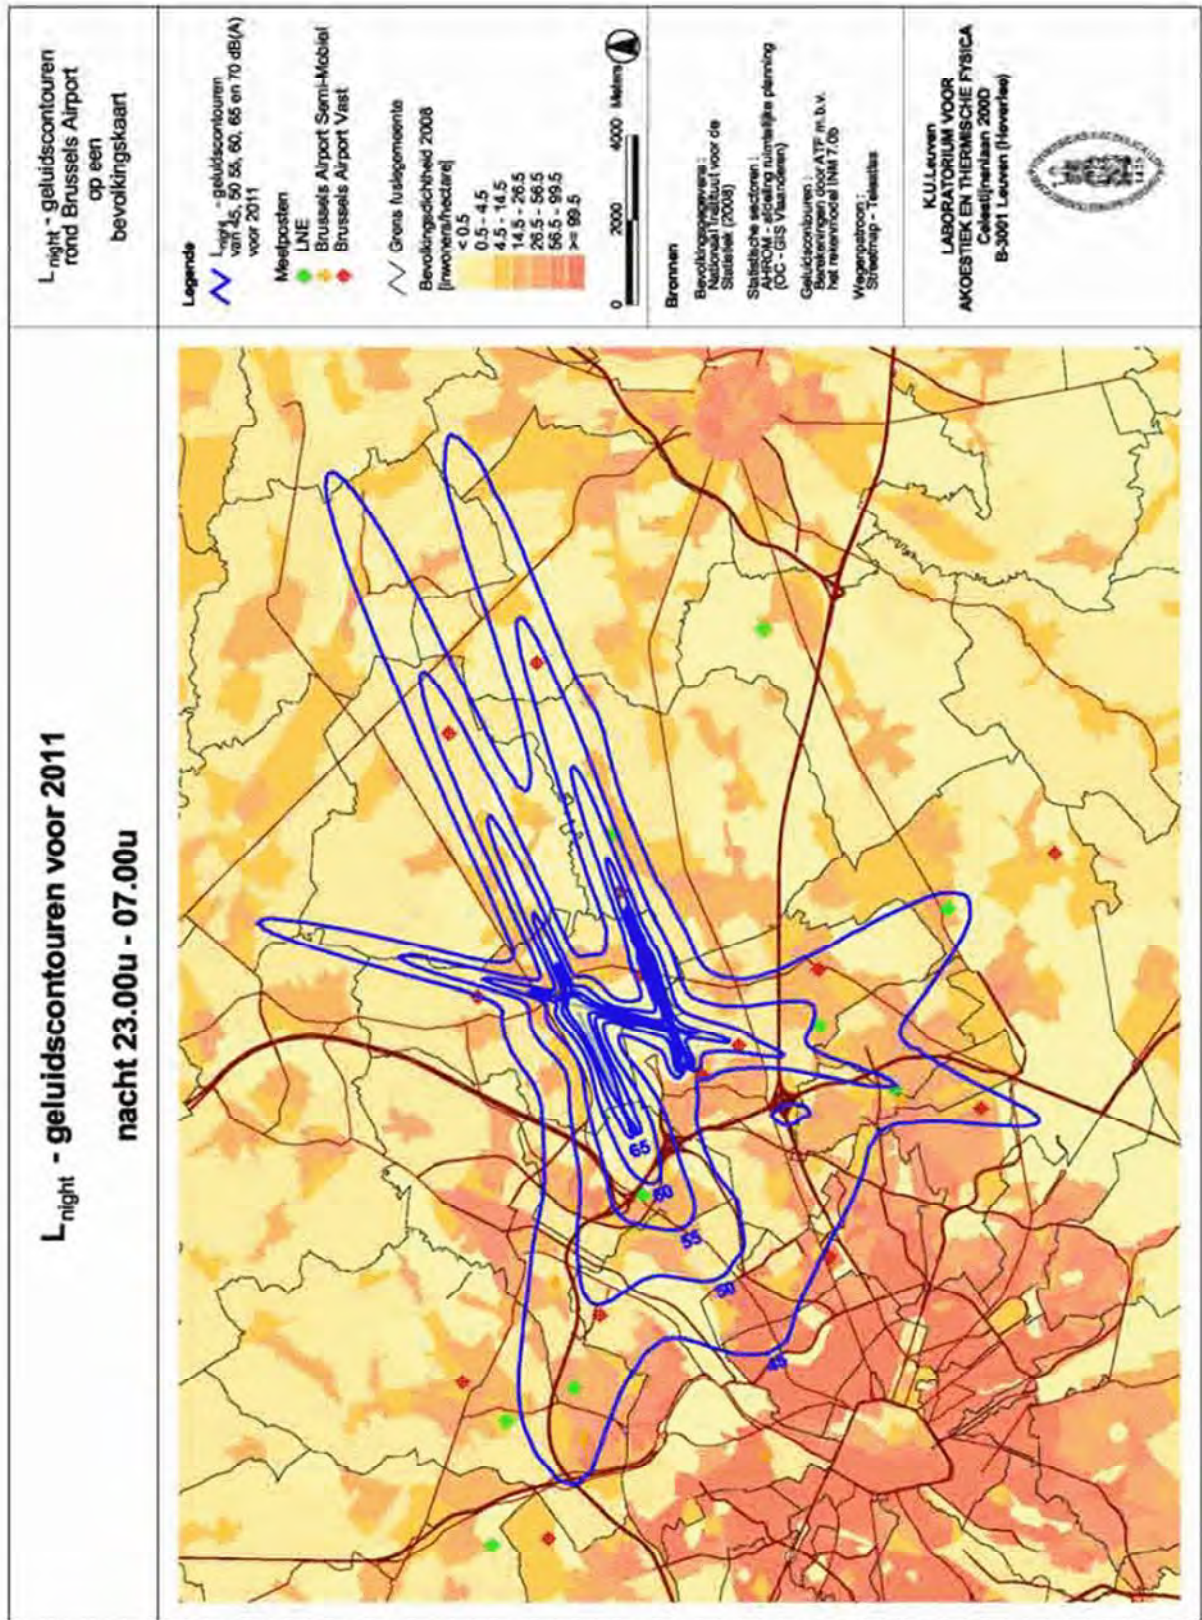 L_night - geluidscontouren voor 2011
nacht 23.00u - 07.00u
L_night - geluidscontouren
rond Brussels Airport
op een
bevolkingskaart
Legende
L_night - geluidscontouren
van 45, 50 55, 60, 65 en 70 dB(A)
voor 2011
Meetposten
LNE
Brussels Airport Semi-Mobiel
Brussels Airport Vast
Grens fusiegemeente
Bevolkingsdichtheid 2008
[inwoners/hectare]
< 0.5
0.5 - 4.5
4.5 - 14.5
14.5 - 26.5
26.5 - 56.5
56.5 - 99.5
>= 99.5
0 2000 4000 Meters
Bronnen
Bevolkingsgegevens :
Nationaal Instituut voor de
Statistiek (2008)
Statistische sectoren :
AHROM - afdeling ruimtelijke planning
(OC - GIS Vlaanderen)
Geluidscontouren :
Berekeningen door ATF m.b.v.
het rekenmodel INM 7.0b
Wegenpatroon :
Streetmap - Teleatlas
K.U.Leuven
LABORATORIUM VOOR
AKOESTIEK EN THERMISCHE FYSICA
Celestijnenlaan 200D
B-3001 Leuven (Heverlee)
65
60
55
50
45